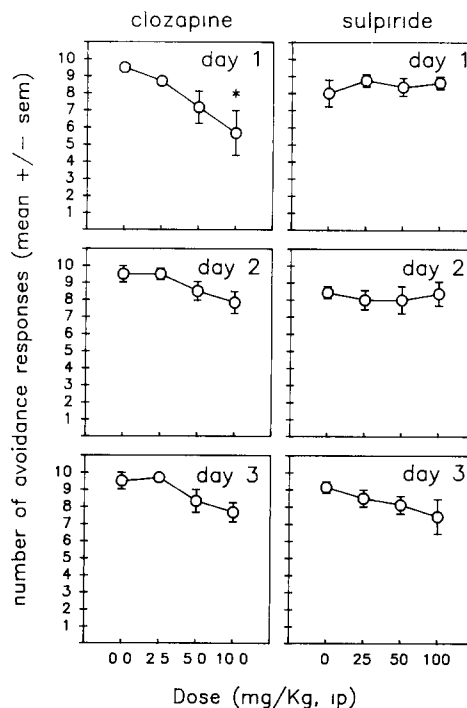 clozapine sulpiride
number of avoidance responses (mean +/− sem)
day 1
10
9
8
7
6
5
4
3
2
1
*
day 1
day 2
10
9
8
7
6
5
4
3
2
1
day 2
day 3
10
9
8
7
6
5
4
3
2
1
day 3
0 0 2 5 5 0 10 0
0 25 50 100
Dose (mg/Kg, ip)